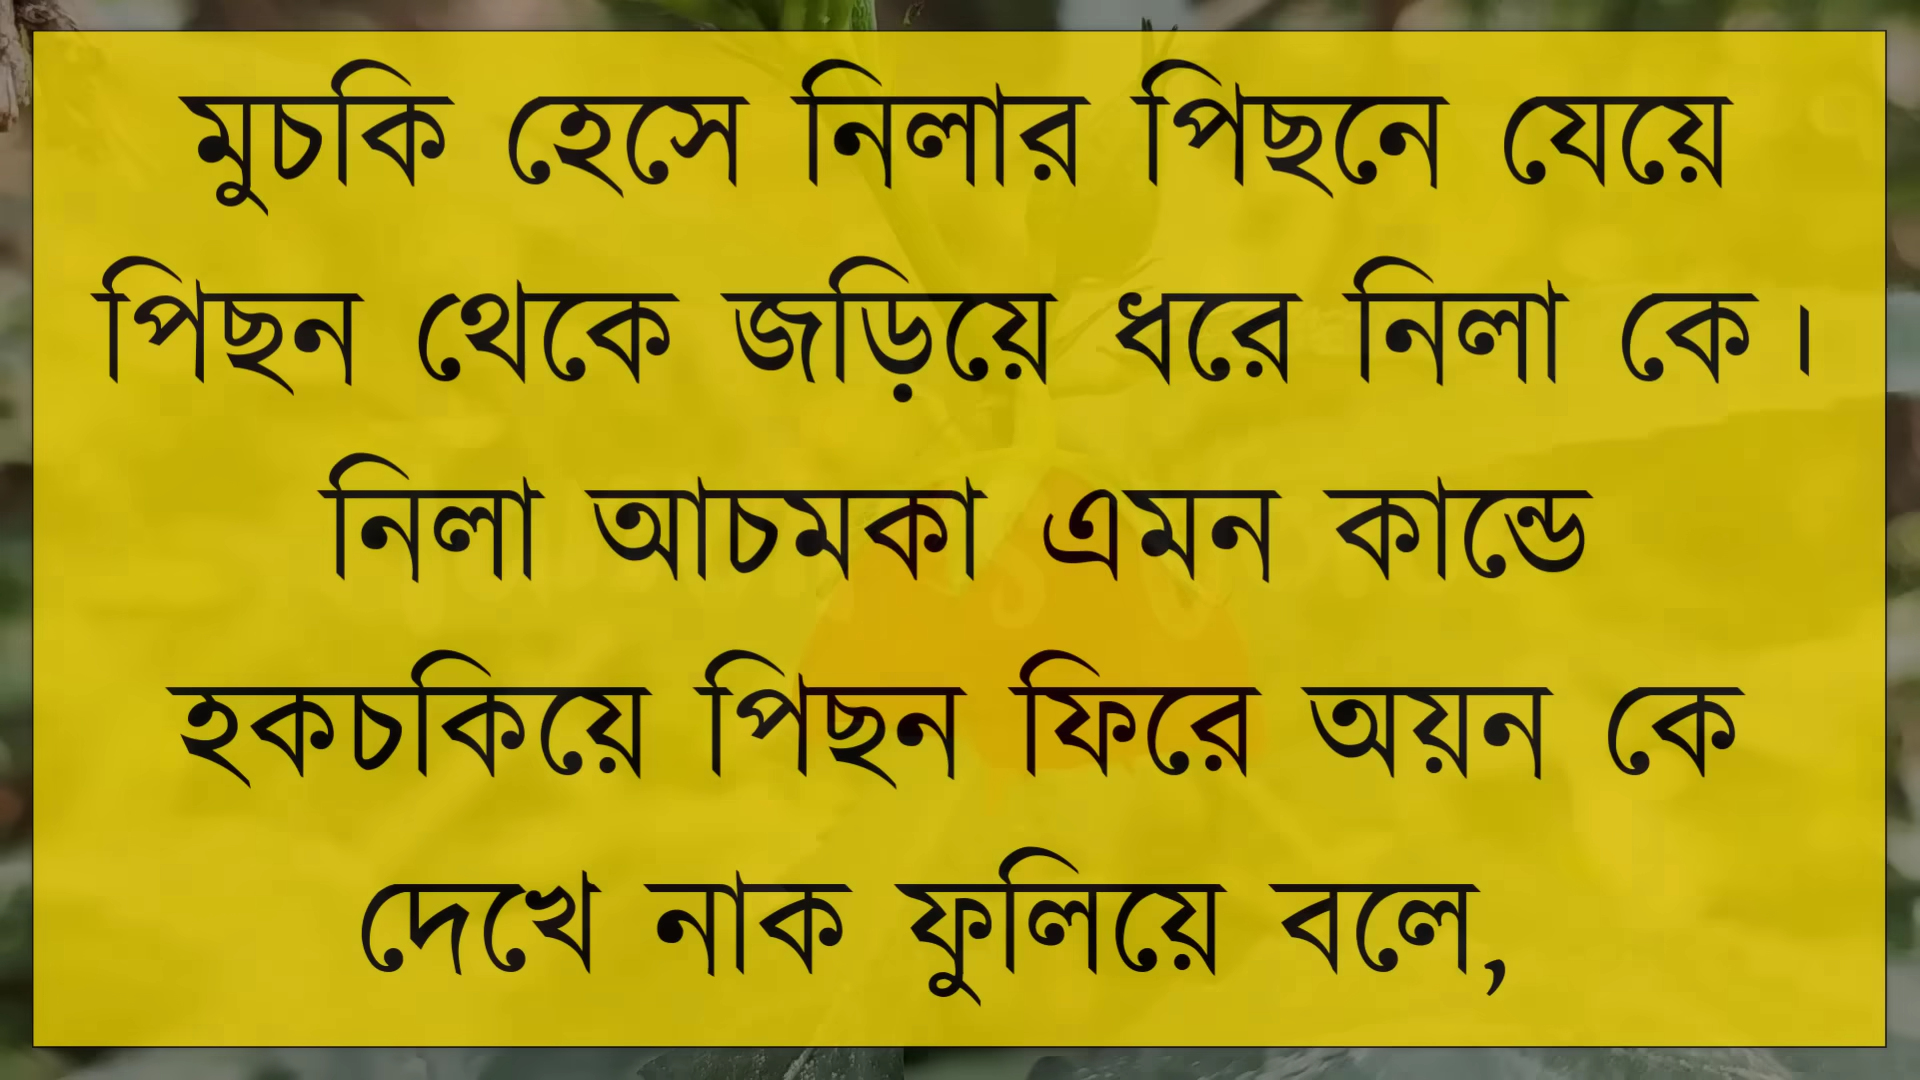 মুচকি হেসে নিলার পিছনে যেয়ে
পিছন থেকে জড়িয়ে ধরে নিলা কে।
নিলা আচমকা এমন কান্ডে
হকচকিয়ে পিছন ফিরে অয়ন কে
দেখে নাক ফুলিয়ে বলে,